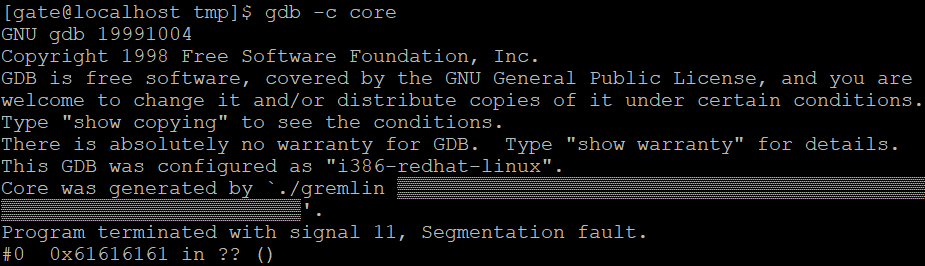 [gate@localhost tmp]$ gdb -c core
GNU gdb 19991004
Copyright 1998 Free Software Foundation, Inc.
GDB is free software, covered by the GNU General Public License, and you are
welcome to change it and/or distribute copies of it under certain conditions.
Type "show copying" to see the conditions.
There is absolutely no warranty for GDB.  Type "show warranty" for details.
This GDB was configured as "i386-redhat-linux".
Core was generated by `./gremlin
'.
Program terminated with signal 11, Segmentation fault.
#0  0x61616161 in ?? ()